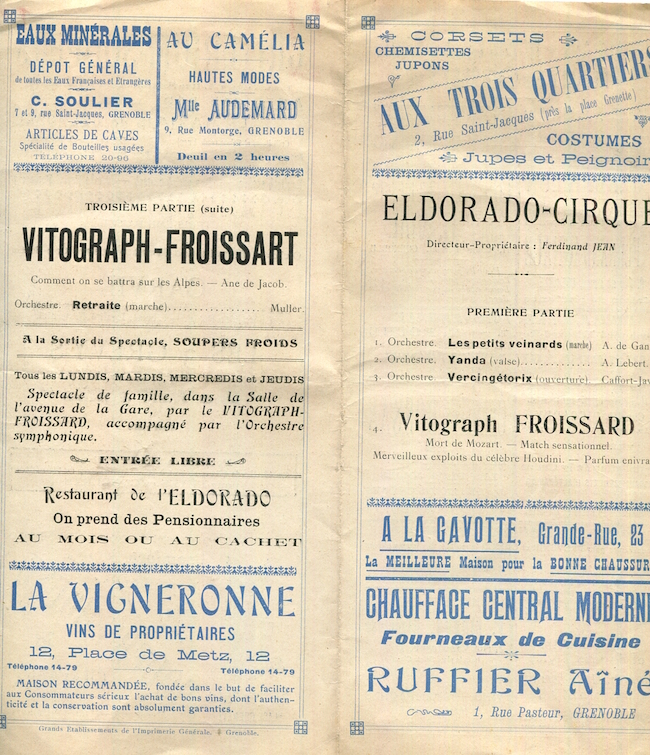 EAUX MINÉRALES
DÉPOT GÉNÉRAL
de toutes les Eaux Françaises et Etrangères
C. SOULIER
7 et 9, rue Saint-Jacques, GRENOBLE
ARTICLES DE CAVES
Spécialité de Bouteilles usagées
TÉLÉPHONE 20-96
AU CAMÉLIA
HAUTES MODES
Mlle AUDEMARD
9, Rue Montorge, GRENOBLE
Deuil en 2 heures
TROISIÈME PARTIE (suite)
VITOGRAPH-FROISSART
Comment on se battra sur les Alpes. — Ane de Jacob.
Orchestre. Retraite (marche).................... Muller.
A la Sortie du Spectacle, SOUPERS FROIDS
Tous les LUNDIS, MARDIS, MERCREDIS et JEUDIS
Spectacle de famille, dans la Salle de
l'avenue de la Gare, par le VITOGRAPH-
FROISSARD, accompagné par l'Orchestre
symphonique.
ENTRÉE LIBRE
Restaurant de l'ELDORADO
On prend des Pensionnaires
AU MOIS OU AU CACHET
LA VIGNERONNE
VINS DE PROPRIÉTAIRES
12, Place de Metz, 12
Téléphone 14-79 Téléphone 14-79
MAISON RECOMMANDÉE, fondée dans le but de faciliter
aux Consommateurs sérieux l'achat de bons vins, dont l'authen-
ticité et la conservation sont absolument garanties.
Grands Etablissements de l'Imprimerie Générale, Grenoble.
CORSETS
CHEMISETTES
JUPONS
AUX TROIS QUARTIERS
2, Rue Saint-Jacques (près la place Grenette)
COSTUMES
Jupes et Peignoir
ELDORADO-CIRQUE
Directeur-Propriétaire : Ferdinand JEAN
PREMIÈRE PARTIE
1. Orchestre. Les petits veinards (marche) A. de Gan
2. Orchestre. Yanda (valse)................ A. Lebert.
3. Orchestre. Vercingétorix (ouverture). Caffort-Jav
4. Vitograph FROISSARD
Mort de Mozart. — Match sensationnel.
Merveilleux exploits du célèbre Houdini. — Parfum enivra
A LA GAVOTTE, Grande-Rue, 23
La MEILLEURE Maison pour la BONNE CHAUSSUR
CHAUFFAGE CENTRAL MODERNE
Fourneaux de Cuisine
RUFFIER Aîné
1, Rue Pasteur, GRENOBLE